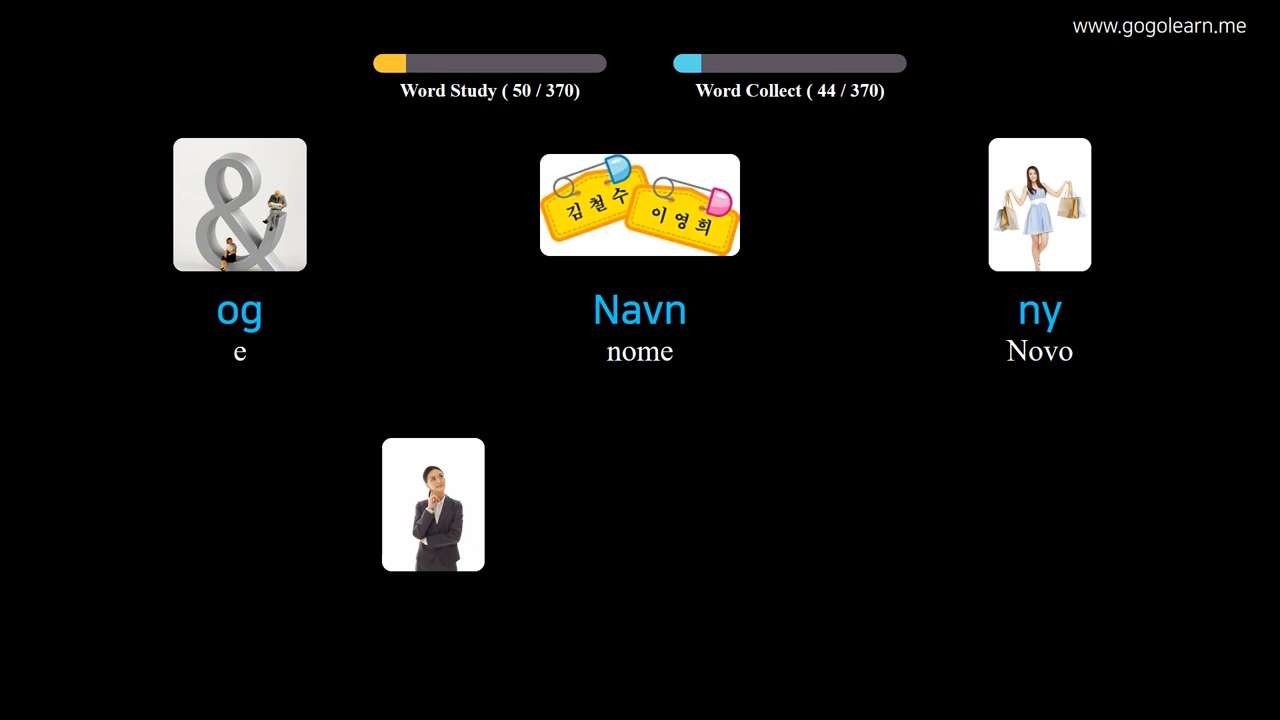 www.gogolearn.me
Word Study ( 50 / 370)
Word Collect ( 44 / 370)
김철수
이영희
og
Navn
ny
e
nome
Novo